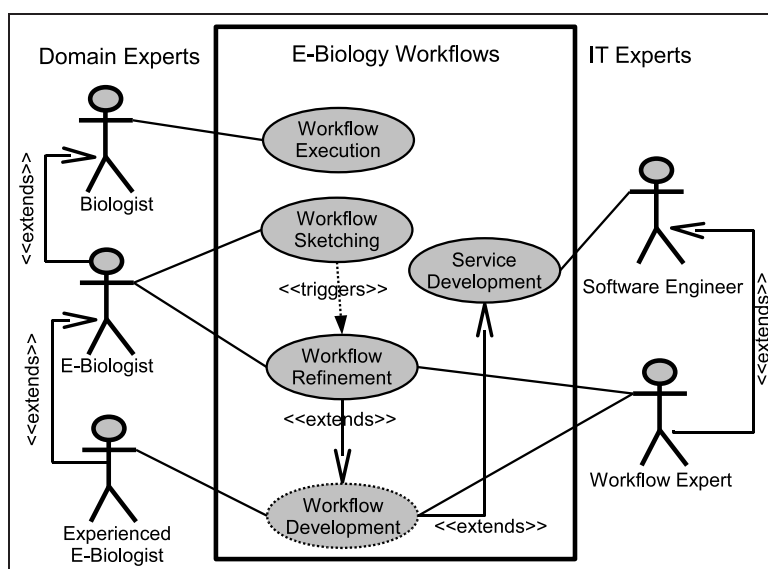 Domain Experts
E-Biology Workflows
IT Experts
Workflow
Execution
<<extends>>
Biologist
Workflow
Sketching
Service
Development
<<triggers>>
Software Engineer
<<extends>>
E-Biologist
Workflow
Refinement
<<extends>>
<<extends>>
Workflow Expert
Workflow
Development
<<extends>>
Experienced
E-Biologist